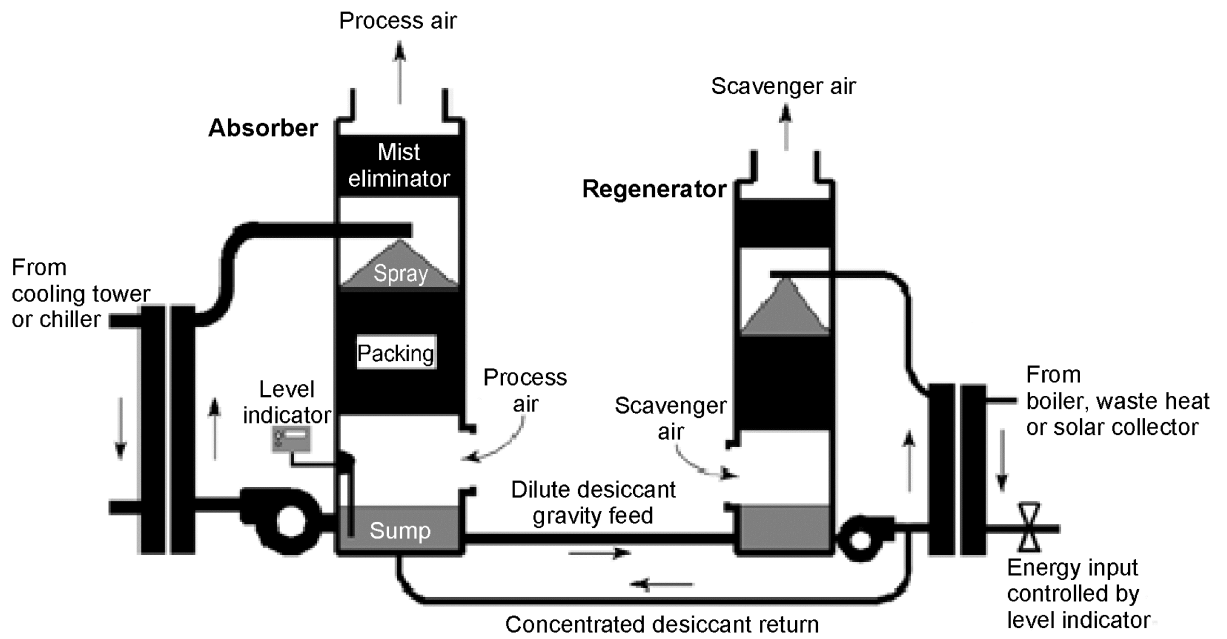 Process air
Scavenger air
Absorber
Mist
eliminator
Regenerator
From
cooling tower
or chiller
Spray
Packing
Level
indicator
Process
air
Scavenger
air
From
boiler, waste heat
or solar collector
Dilute desiccant
gravity feed
Sump
Energy input
controlled by
level indicator
Concentrated desiccant return